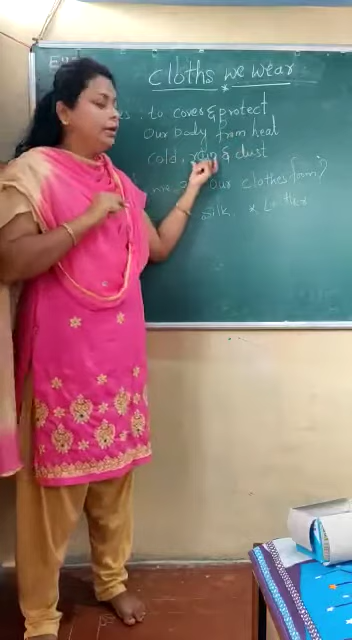 Cloths we wear
to cover & protect
Our body from heat
cold, rain & dust
our clothes from ?
silk